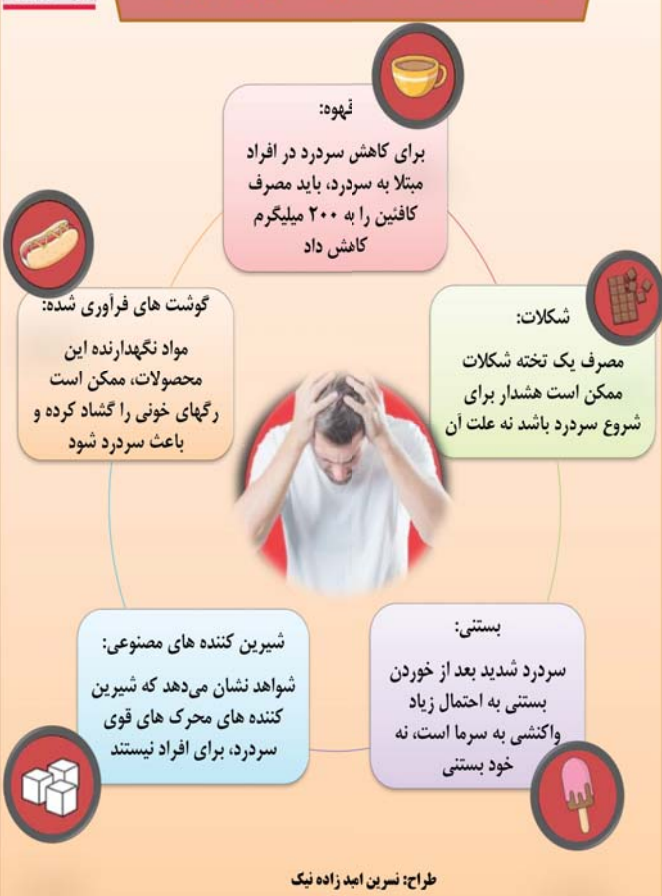 قهوه:
برای کاهش سردرد در افراد
مبتلا به سردرد، باید مصرف
کافئین را به ۲۰۰ میلیگرم
کاهش داد
شکلات:
مصرف یک تخته شکلات
ممکن است هشدار برای
شروع سردرد باشد نه علت آن
گوشت های فرآوری شده:
مواد نگهدارنده این
محصولات، ممکن است
رگهای خونی را گشاد کرده و
باعث سردرد شود
بستنی:
سردرد شدید بعد از خوردن
بستنی به احتمال زیاد
واکنشی به سرما است، نه
خود بستنی
شیرین کننده های مصنوعی:
شواهد نشان می‌دهد که شیرین
کننده های محرک های قوی
سردرد، برای افراد نیستند
طراح: نسرین امید زاده نیک